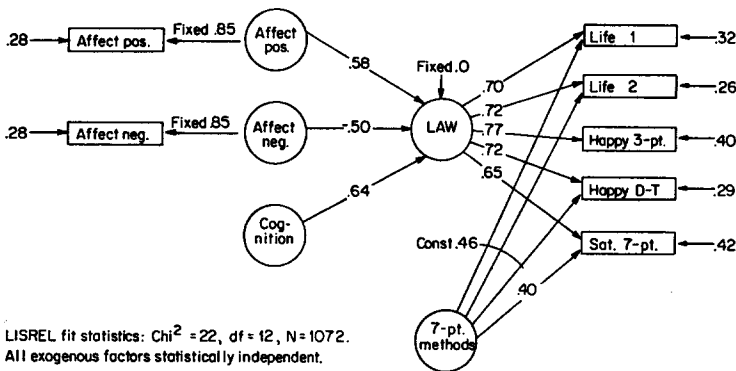 .28
Affect pos.
Fixed .85
Affect
pos.
.58
.28
Affect neg.
Fixed .85
Affect
neg.
-.50
Cog-
nition
.64
Fixed .0
LAW
.70
.72
.77
.72
.65
Life 1
.32
Life 2
.26
Happy 3-pt.
.40
Happy D-T
.29
Sat. 7-pt.
.42
Const .46
.40
7-pt.
methods
LISREL fit statistics: Chi² = 22, df = 12, N = 1072.
All exogenous factors statistically independent.